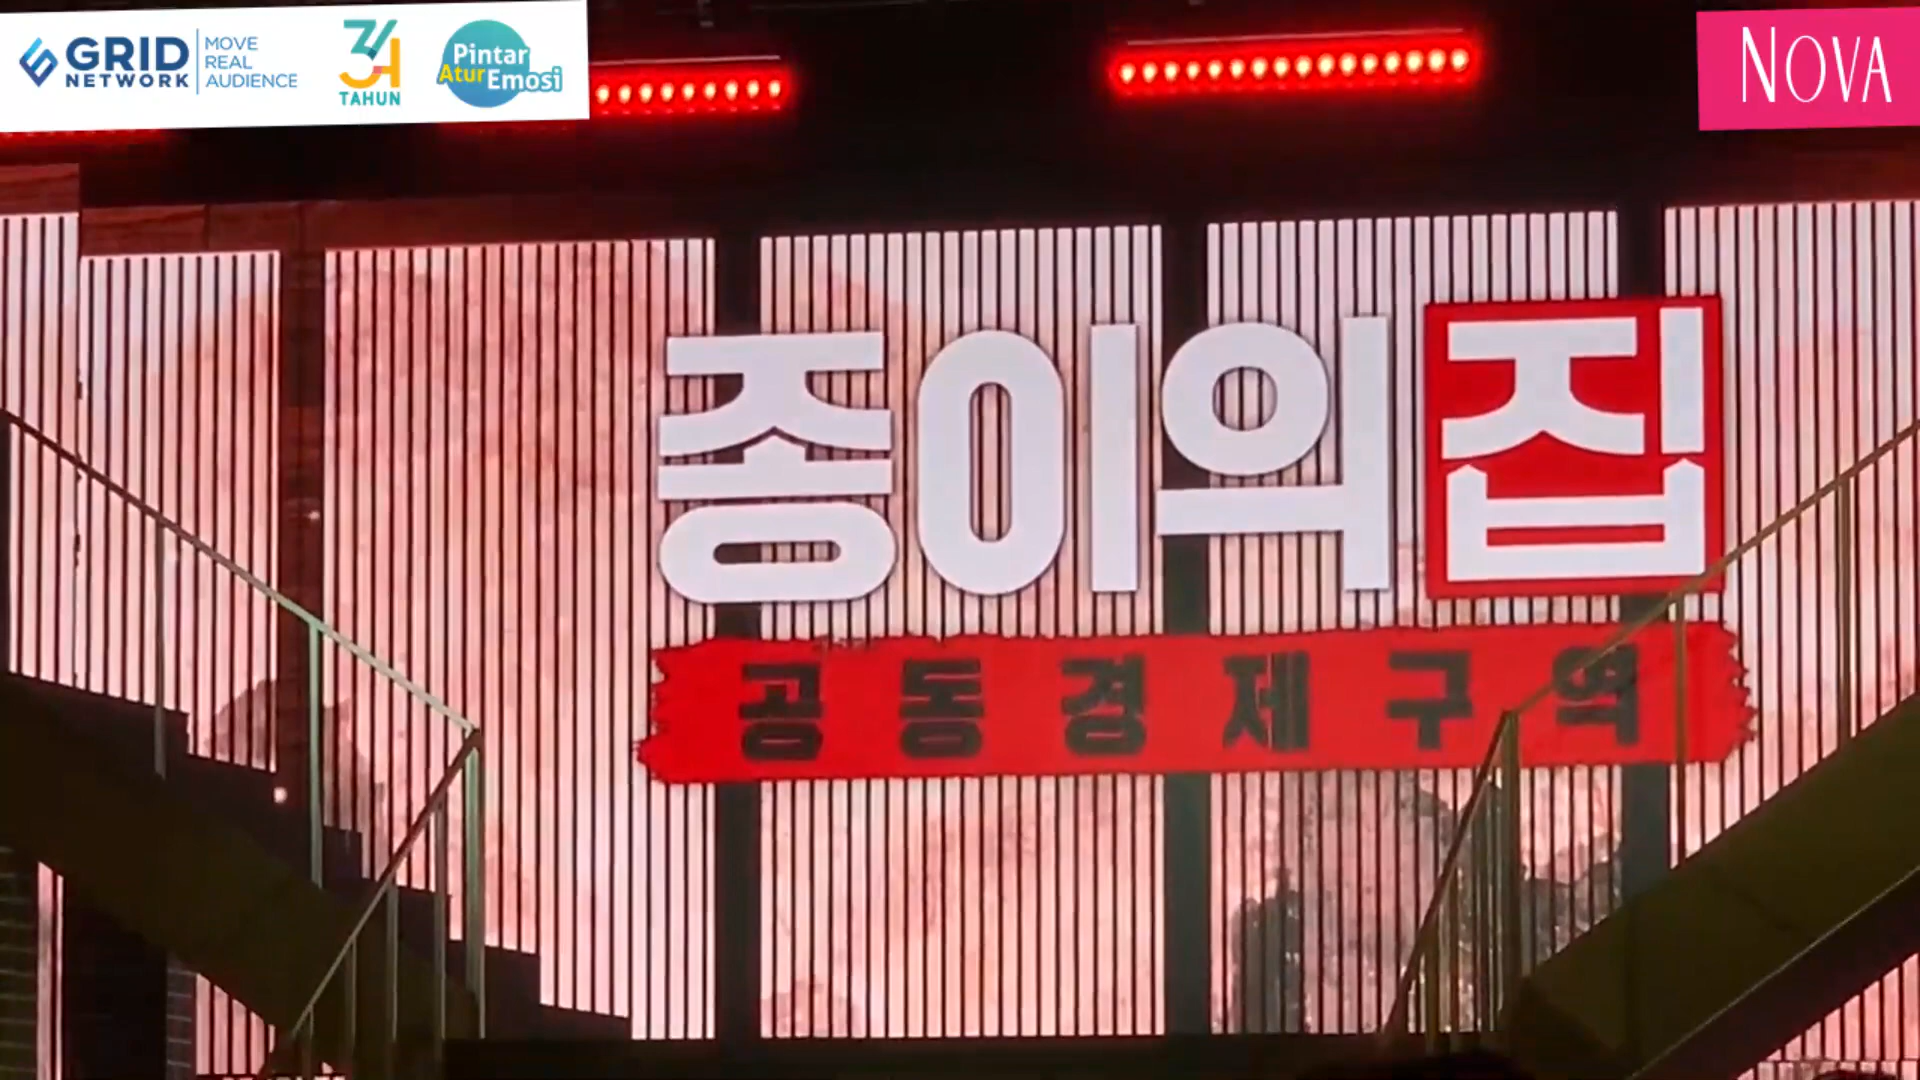 GRID NETWORK
MOVE REAL AUDIENCE
34 TAHUN
Pintar Atur Emosi
NOVA
종이의 집
공동경제구역